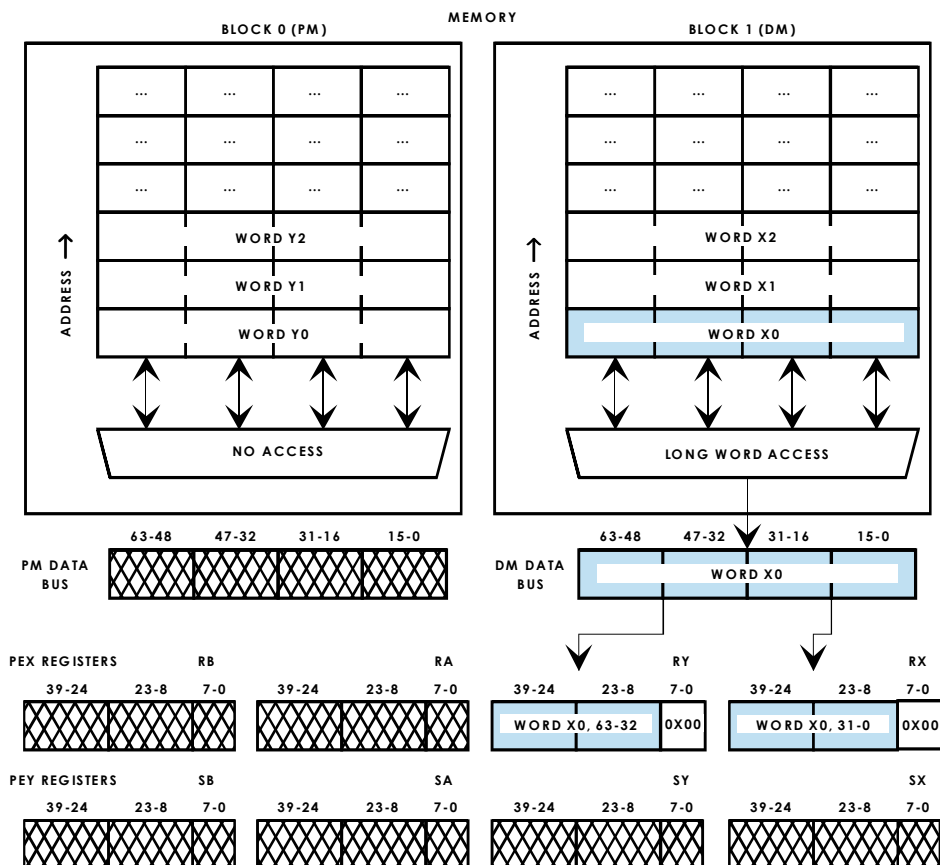 MEMORY
BLOCK 0 (PM) BLOCK 1 (DM)
... ... ... ... ... ... ... ...
... ... ... ... ... ... ... ...
... ... ... ... ... ... ... ...
WORD Y2 WORD X2
WORD Y1 WORD X1
ADDRESS → ADDRESS →
WORD Y0 WORD X0
NO ACCESS LONG WORD ACCESS
63-48 47-32 31-16 15-0 63-48 47-32 31-16 15-0
PM DATA BUS
DM DATA BUS
WORD X0
PEX REGISTERS RB RA RY RX
39-24 23-8 7-0 39-24 23-8 7-0 39-24 23-8 7-0 39-24 23-8 7-0
WORD X0, 63-32 0X00 WORD X0, 31-0 0X00
PEY REGISTERS SB SA SY SX
39-24 23-8 7-0 39-24 23-8 7-0 39-24 23-8 7-0 39-24 23-8 7-0